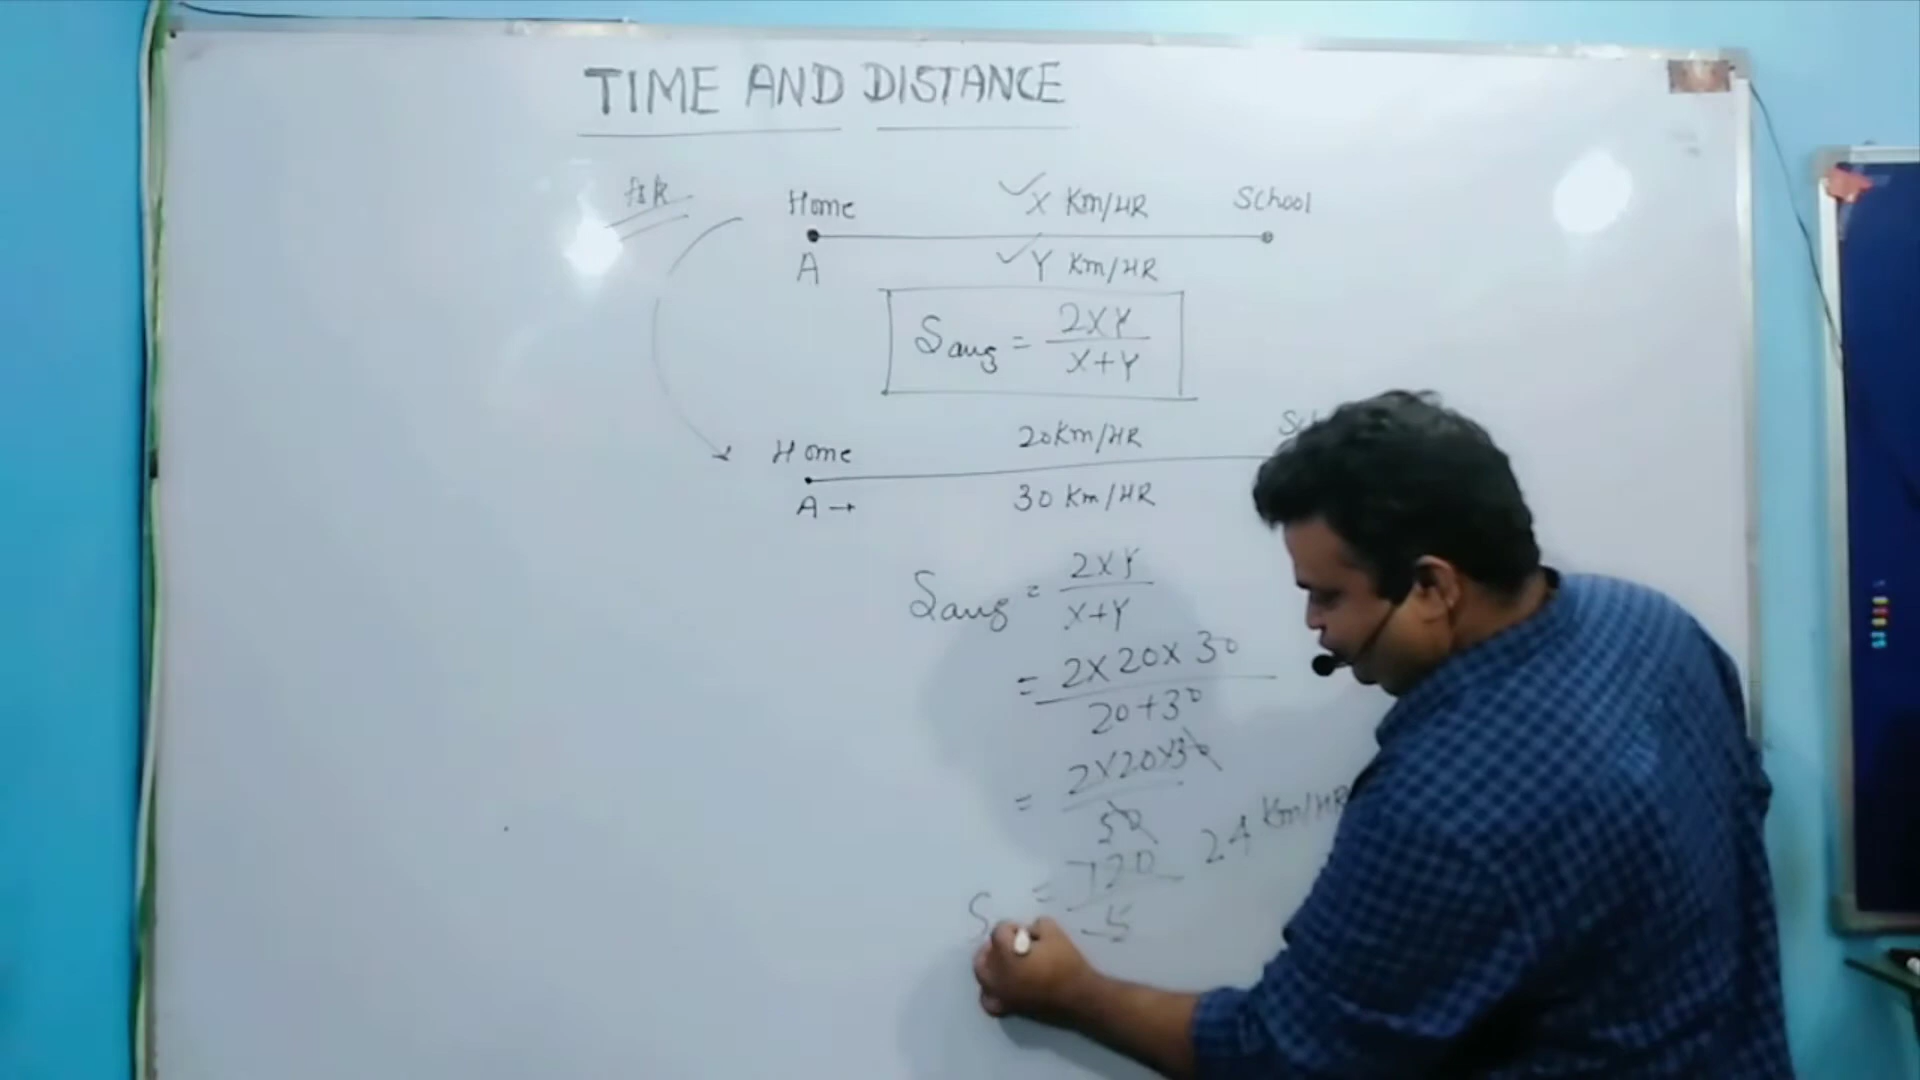 TIME AND DISTANCE
Home ✓X Km/HR School
A ✓Y Km/HR
Savg = 2XY / X+Y
Home 20Km/HR
A → 30 Km/HR
Savg = 2XY / X+Y
= 2X20X30 / 20+30
= 2X20X30 / 50
S = 120 / 5 24 Km/HR